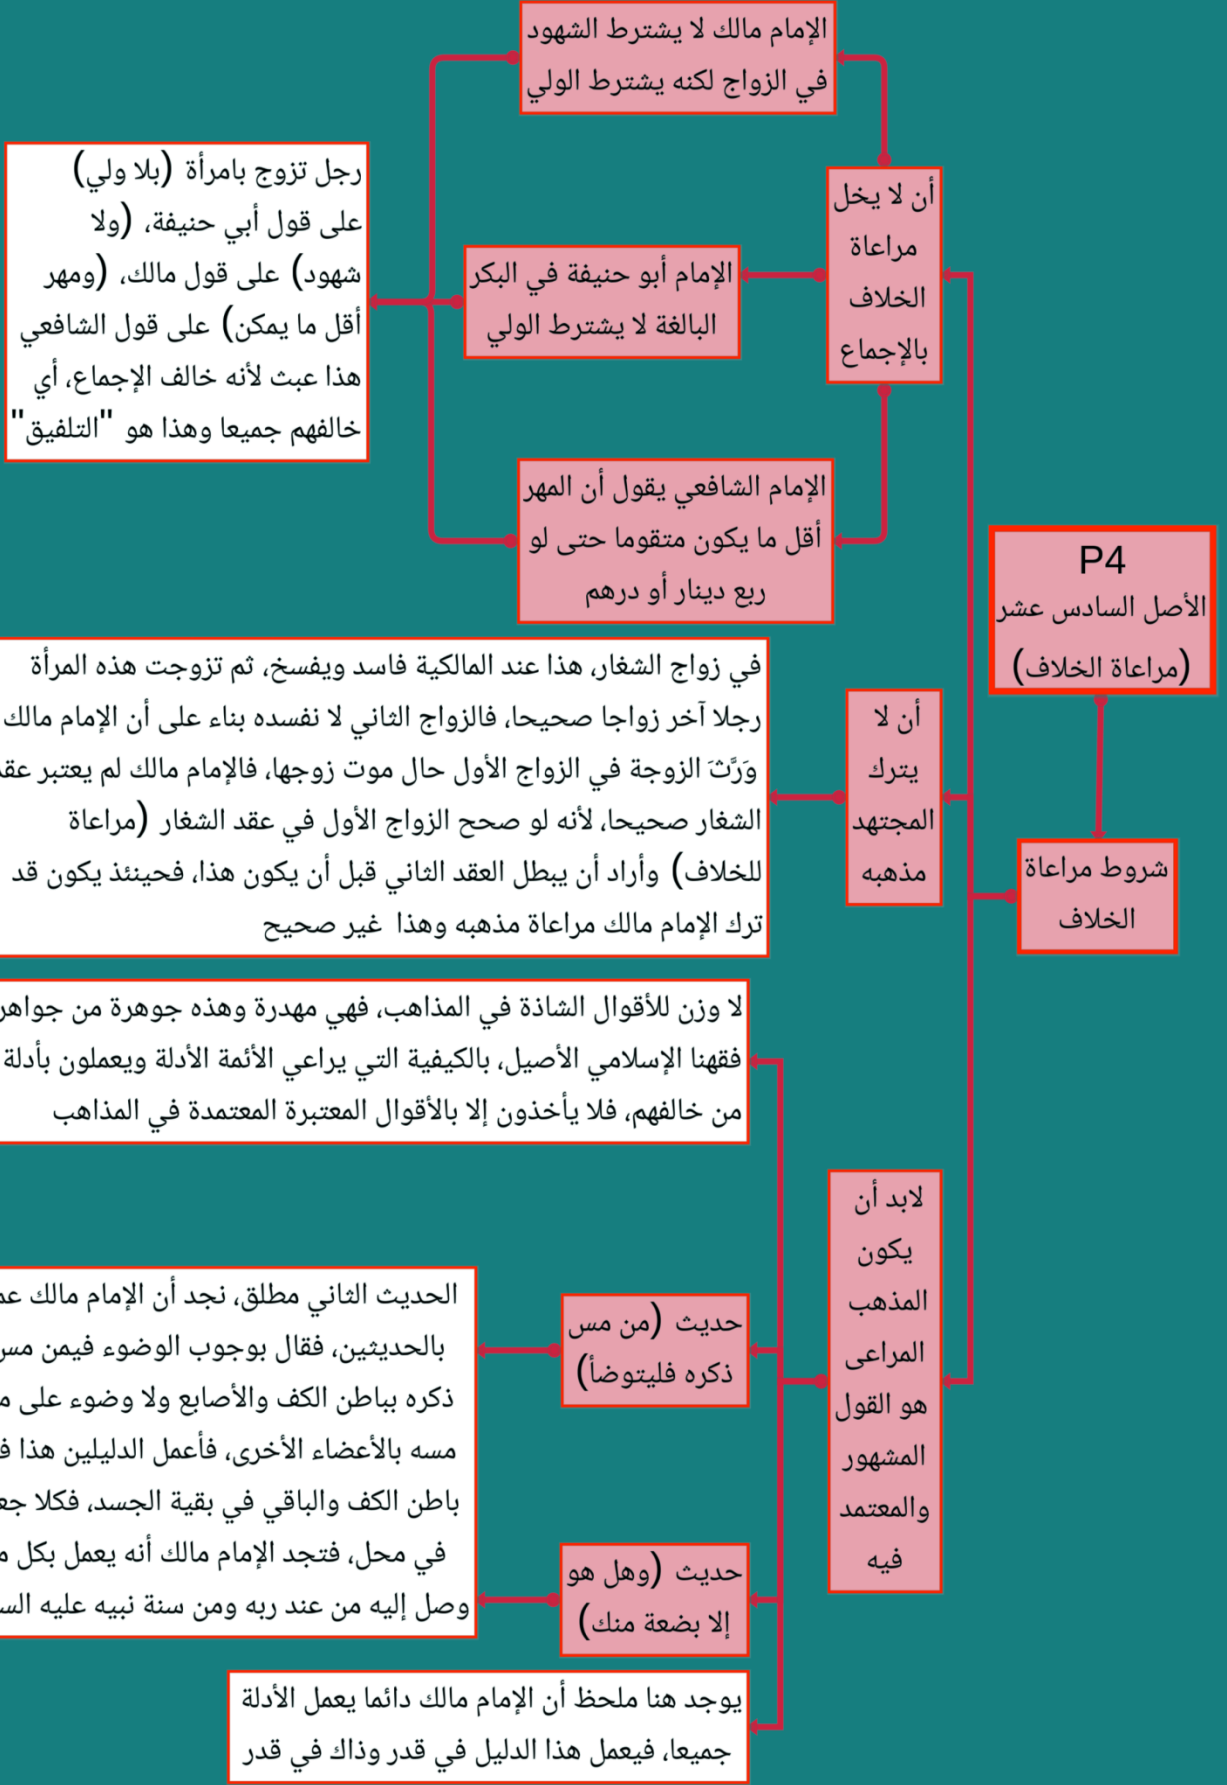 P4
الأصل السادس عشر
(مراعاة الخلاف)
شروط مراعاة
الخلاف
أن لا يخل
مراعاة
الخلاف
بالإجماع
الإمام مالك لا يشترط الشهود
في الزواج لكنه يشترط الولي
الإمام أبو حنيفة في البكر
البالغة لا يشترط الولي
الإمام الشافعي يقول أن المهر
أقل ما يكون متقوما حتى لو
ربع دينار أو درهم
رجل تزوج بامرأة (بلا ولي)
على قول أبي حنيفة، (ولا
شهود) على قول مالك، (ومهر
أقل ما يمكن) على قول الشافعي
هذا عبث لأنه خالف الإجماع، أي
خالفهم جميعا وهذا هو "التلفيق"
أن لا
يترك
المجتهد
مذهبه
في زواج الشغار، هذا عند المالكية فاسد ويفسخ، ثم تزوجت هذه المرأة
رجلا آخر زواجا صحيحا، فالزواج الثاني لا نفسده بناء على أن الإمام مالك
وَرَّثَ الزوجة في الزواج الأول حال موت زوجها، فالإمام مالك لم يعتبر عقد
الشغار صحيحا، لأنه لو صحح الزواج الأول في عقد الشغار (مراعاة
للخلاف) وأراد أن يبطل العقد الثاني قبل أن يكون هذا، فحينئذ يكون قد
ترك الإمام مالك مراعاة مذهبه وهذا غير صحيح
لابد أن
يكون
المذهب
المراعى
هو القول
المشهور
والمعتمد
فيه
لا وزن للأقوال الشاذة في المذاهب، فهي مهدرة وهذه جوهرة من جواهر
فقهنا الإسلامي الأصيل، بالكيفية التي يراعي الأئمة الأدلة ويعملون بأدلة
من خالفهم، فلا يأخذون إلا بالأقوال المعتبرة المعتمدة في المذاهب
حديث (من مس
ذكره فليتوضأ)
حديث (وهل هو
إلا بضعة منك)
الحديث الثاني مطلق، نجد أن الإمام مالك
بالحديثين، فقال بوجوب الوضوء فيمن مس
ذكره بباطن الكف والأصابع ولا وضوء على
مسه بالأعضاء الأخرى، فأعمل الدليلين هذا
باطن الكف والباقي في بقية الجسد، فكلا
في محل، فتجد الإمام مالك أنه يعمل بكل
وصل إليه من عند ربه ومن سنة نبيه عليه
يوجد هنا ملحظ أن الإمام مالك دائما يعمل الأدلة
جميعا، فيعمل هذا الدليل في قدر وذاك في قدر